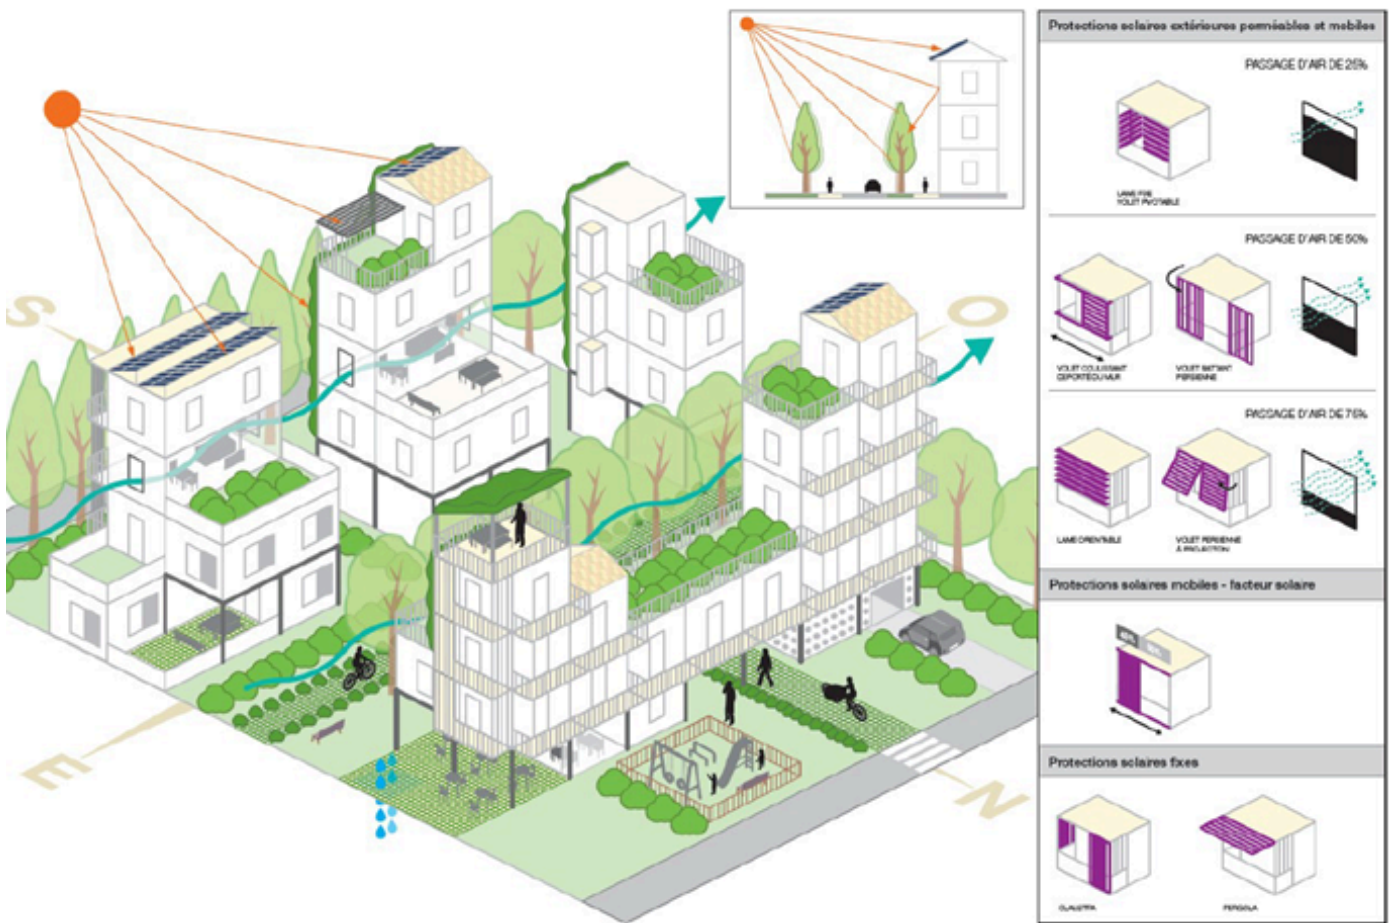 S
O
E
N
Protections solaires extérieures perméables et mobiles
PASSAGE D'AIR DE 25%
LAME FIXE
VOLET PIVOTABLE
PASSAGE D'AIR DE 50%
VOLET COULISSANT
DEPORTÉ DU MUR
VOLET BATTANT
PERSIENNE
PASSAGE D'AIR DE 75%
LAME ORIENTABLE
VOLET PERSIENNE
À PROJECTION
Protections solaires mobiles - facteur solaire
Protections solaires fixes
CLAUSTRA
PERGOLA